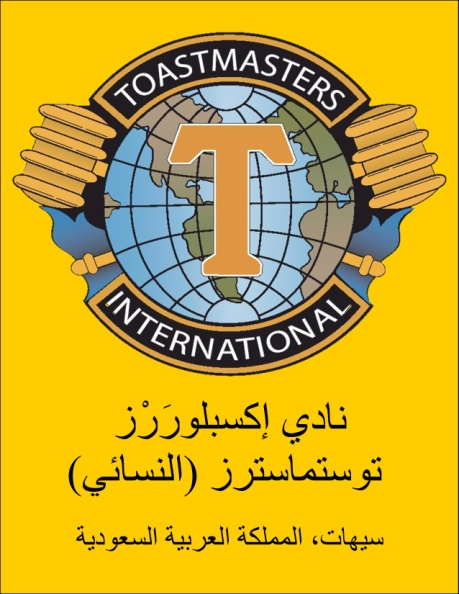 TOASTMASTERS
T
INTERNATIONAL
نادي إكسبلورَرْز
توستماسترز (النسائي)
سيهات، المملكة العربية السعودية